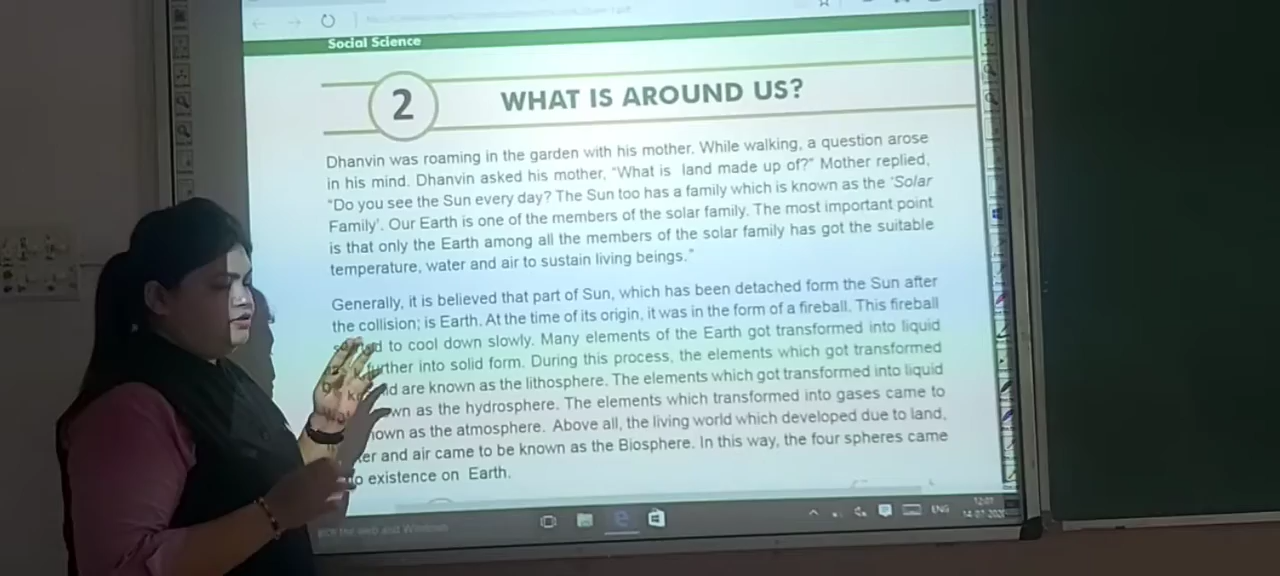 Social Science
2 WHAT IS AROUND US?
Dhanvin was roaming in the garden with his mother. While walking, a question arose
in his mind. Dhanvin asked his mother, "What is land made up of?" Mother replied,
"Do you see the Sun every day? The Sun too has a family which is known as the 'Solar
Family'. Our Earth is one of the members of the solar family. The most important point
is that only the Earth among all the members of the solar family has got the suitable
temperature, water and air to sustain living beings."
Generally, it is believed that part of Sun, which has been detached form the Sun after
the collision; is Earth. At the time of its origin, it was in the form of a fireball. This fireball
to cool down slowly. Many elements of the Earth got transformed into liquid
further into solid form. During this process, the elements which got transformed
are known as the lithosphere. The elements which got transformed into liquid
as the hydrosphere. The elements which transformed into gases came to
as the atmosphere. Above all, the living world which developed due to land,
and air came to be known as the Biosphere. In this way, the four spheres came
existence on Earth.
ENG
12:07